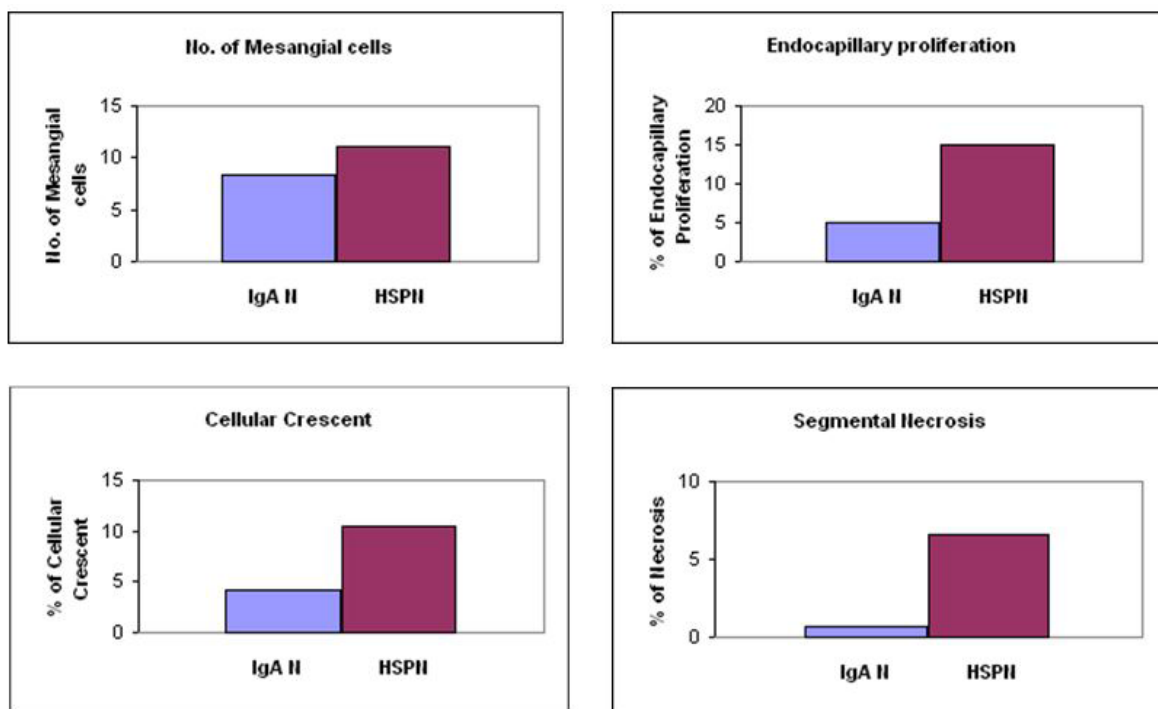 No. of Mesangial cells
No. of Mesangial
cells
15
10
5
0
IgA N HSPN
Endocapillary proliferation
% of Endocapillary
Proliferation
20
15
10
5
0
IgA N HSPN
Cellular Crescent
% of Cellular
Crescent
15
10
5
0
IgA N HSPN
Segmental Necrosis
% of Necrosis
10
5
0
IgA N HSPN